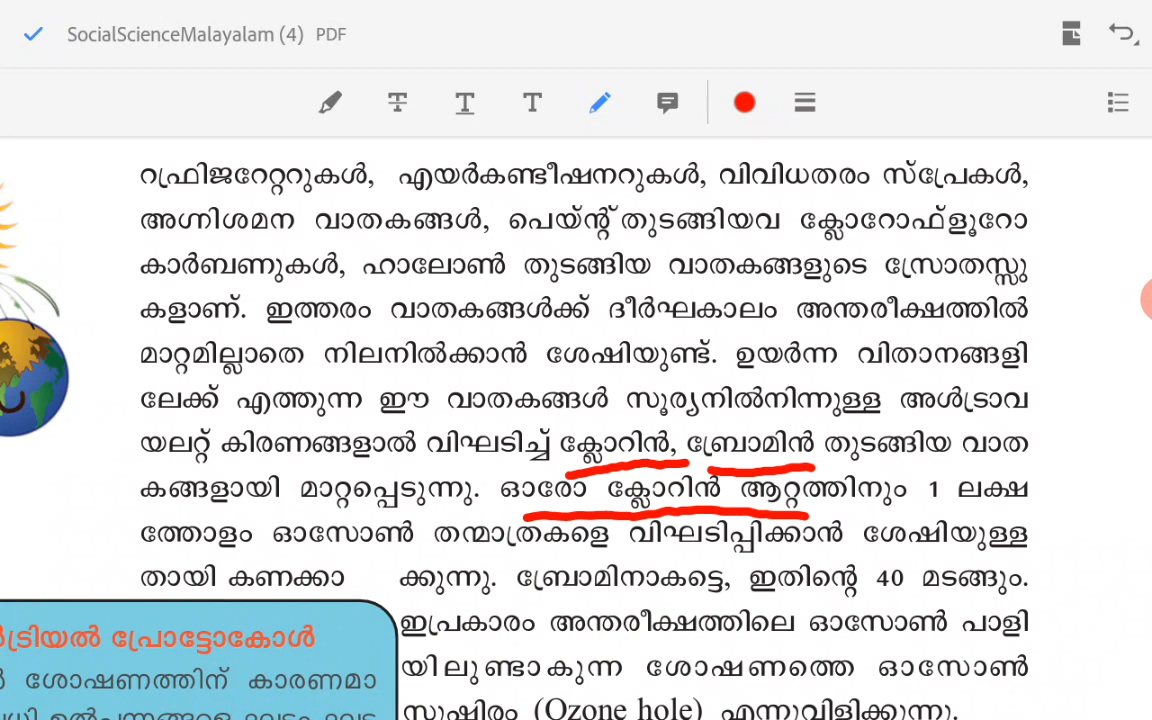 SocialScienceMalayalam (4) PDF
റഫ്രിജറേറ്ററുകൾ, എയർകണ്ടീഷനറുകൾ, വിവിധതരം സ്പ്രേകൾ,
അഗ്നിശമന വാതകങ്ങൾ, പെയ്ന്റ് തുടങ്ങിയവ ക്ലോറോഫ്ളൂറോ
കാർബണുകൾ, ഹാലോൺ തുടങ്ങിയ വാതകങ്ങളുടെ സ്രോതസ്സു
കളാണ്. ഇത്തരം വാതകങ്ങൾക്ക് ദീർഘകാലം അന്തരീക്ഷത്തിൽ
മാറ്റമില്ലാതെ നിലനിൽക്കാൻ ശേഷിയുണ്ട്. ഉയർന്ന വിതാനങ്ങളി
ലേക്ക് എത്തുന്ന ഈ വാതകങ്ങൾ സൂര്യനിൽനിന്നുള്ള അൾട്രാവ
യലറ്റ് കിരണങ്ങളാൽ വിഘടിച്ച് ക്ലോറിൻ, ബ്രോമിൻ തുടങ്ങിയ വാത
കങ്ങളായി മാറ്റപ്പെടുന്നു. ഓരോ ക്ലോറിൻ ആറ്റത്തിനും 1 ലക്ഷ
ത്തോളം ഓസോൺ തന്മാത്രകളെ വിഘടിപ്പിക്കാൻ ശേഷിയുള്ള
തായി കണക്കാ ക്കുന്നു. ബ്രോമിനാകട്ടെ, ഇതിന്റെ 40 മടങ്ങും.
ഇപ്രകാരം അന്തരീക്ഷത്തിലെ ഓസോൺ പാളി
യിലുണ്ടാകുന്ന ശോഷണത്തെ ഓസോൺ
സുഷിരം (Ozone hole) എന്നുവിളിക്കുന്നു.
പ്രോട്ടോകോൾ
ശോഷണത്തിന് കാരണമാ